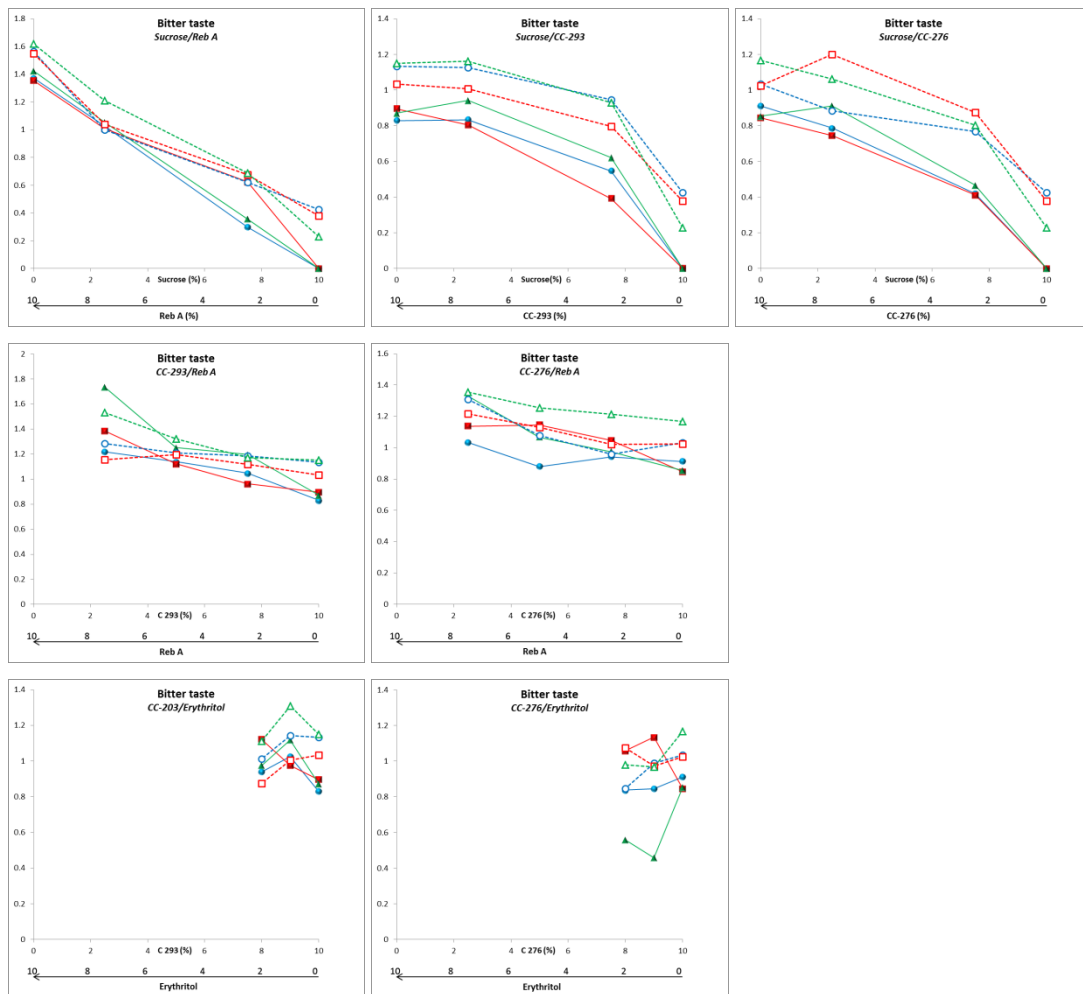 Bitter taste
Sucrose/Reb A
1.8
1.6
1.4
1.2
1
0.8
0.6
0.4
0.2
0
0 2 4 6 8 10
Sucrose (%)
10 8 6 4 2 0
Reb A (%)
Bitter taste
Sucrose/CC-293
1.4
1.2
1
0.8
0.6
0.4
0.2
0
0 2 4 6 8 10
Sucrose(%)
10 8 6 4 2 0
CC-293 (%)
Bitter taste
Sucrose/CC-276
1.4
1.2
1
0.8
0.6
0.4
0.2
0
0 2 4 6 8 10
Sucrose (%)
10 8 6 4 2 0
CC-276 (%)
Bitter taste
CC-293/Reb A
2
1.8
1.6
1.4
1.2
1
0.8
0.6
0.4
0.2
0
0 2 4 6 8 10
C 293 (%)
10 8 6 4 2 0
Reb A
Bitter taste
CC-276/Reb A
1.6
1.4
1.2
1
0.8
0.6
0.4
0.2
0
0 2 4 6 8 10
C 276 (%)
10 8 6 4 2 0
Reb A
Bitter taste
CC-203/Erythritol
1.4
1.2
1
0.8
0.6
0.4
0.2
0
0 2 4 6 8 10
C 293 (%)
10 8 6 4 2 0
Erythritol
Bitter taste
CC-276/Erythritol
1.4
1.2
1
0.8
0.6
0.4
0.2
0
0 2 4 6 8 10
C 276 (%)
10 8 6 4 2 0
Erythritol